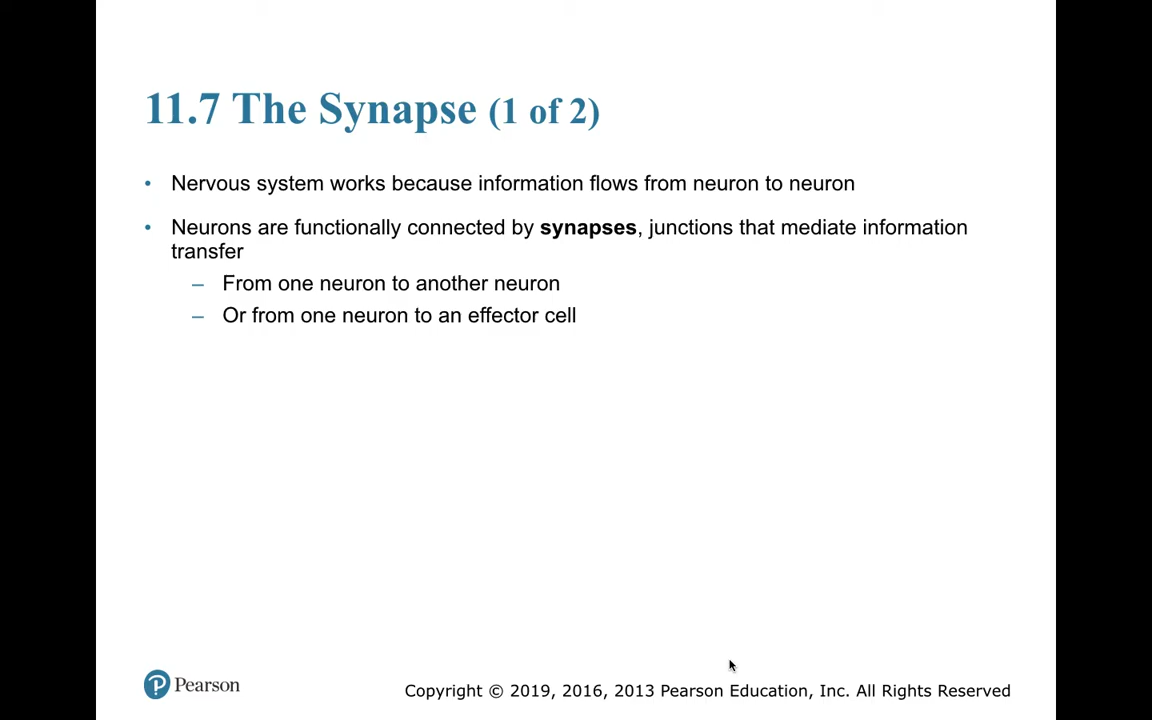 11.7 The Synapse (1 of 2)
• Nervous system works because information flows from neuron to neuron
• Neurons are functionally connected by synapses, junctions that mediate information
transfer
– From one neuron to another neuron
– Or from one neuron to an effector cell
Pearson
Copyright © 2019, 2016, 2013 Pearson Education, Inc. All Rights Reserved